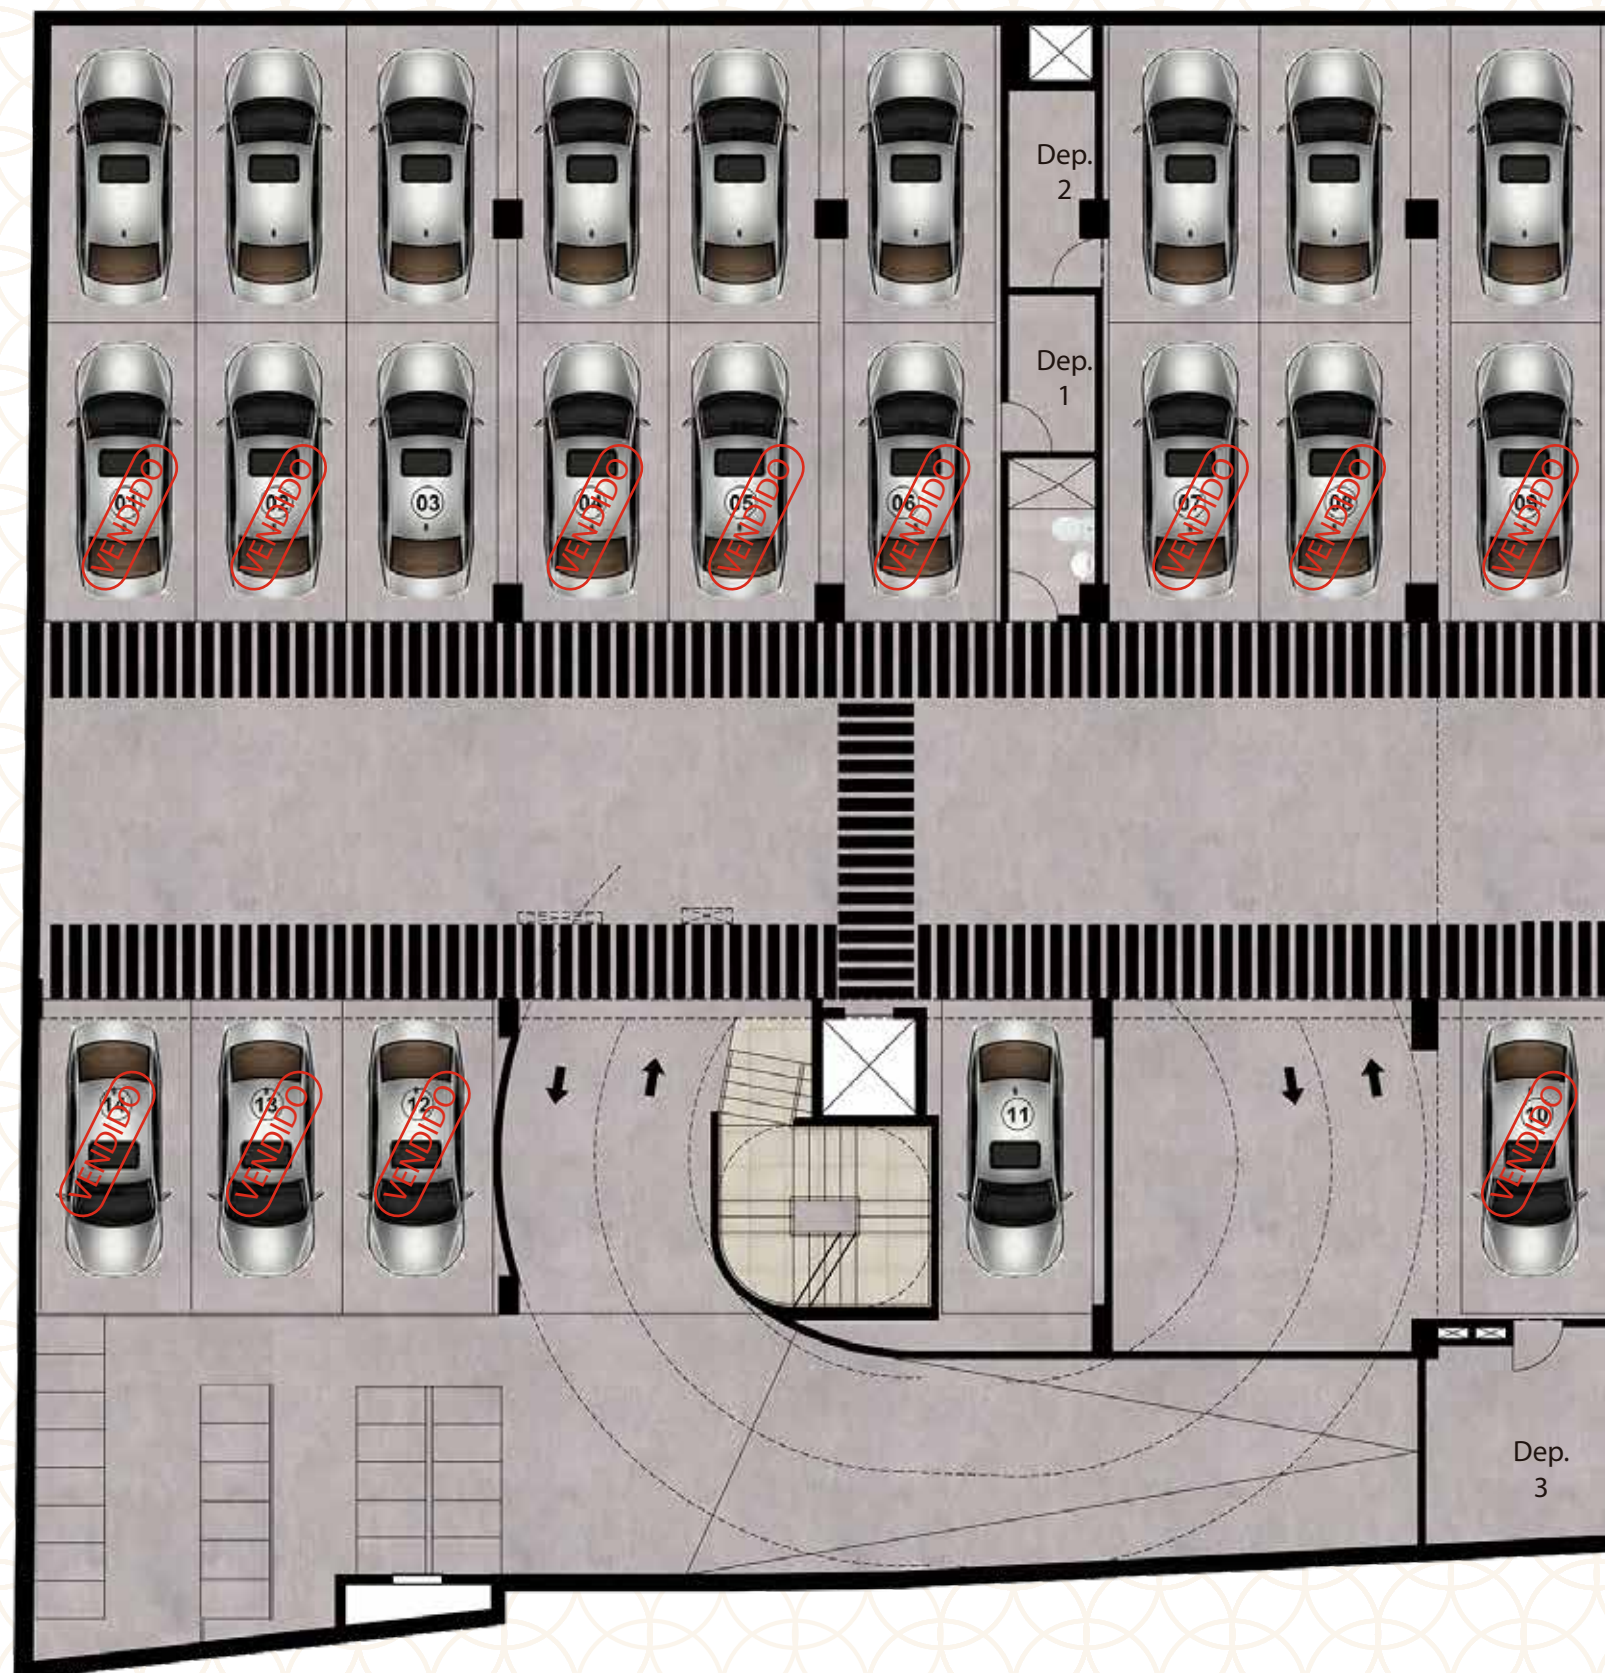 Dep.
2
Dep.
1
01 VENDIDO
02 VENDIDO
03
04 VENDIDO
05 VENDIDO
06 VENDIDO
07 VENDIDO
08 VENDIDO
09 VENDIDO
14 VENDIDO
13 VENDIDO
12 VENDIDO
11
10 VENDIDO
Dep.
3